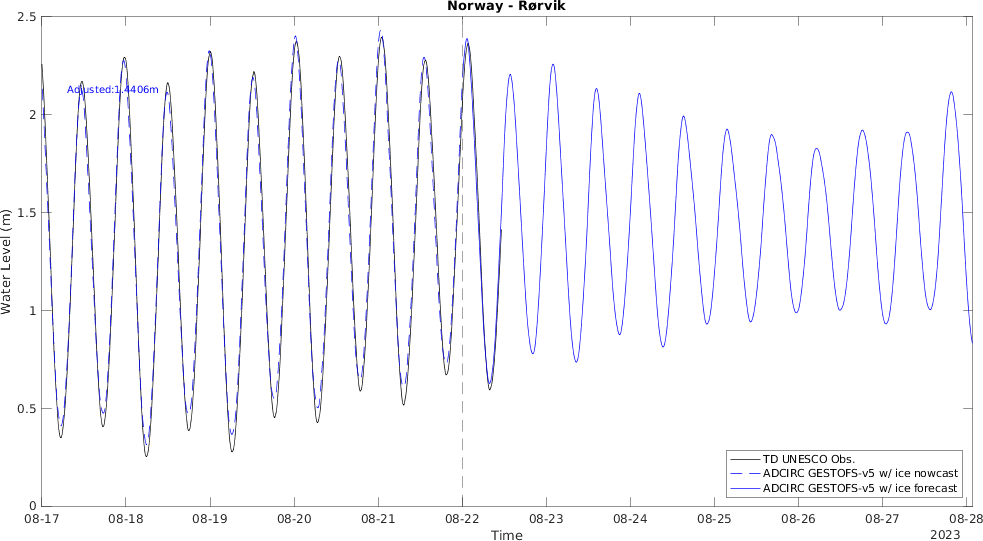 Norway - Rørvik
2.5
2
1.5
1
0.5
0
Water Level (m)
Adjusted:1.4406m
TD UNESCO Obs.
ADCIRC GESTOFS-v5 w/ ice nowcast
ADCIRC GESTOFS-v5 w/ ice forecast
08-17 08-18 08-19 08-20 08-21 08-22 08-23 08-24 08-25 08-26 08-27 08-28
Time
2023